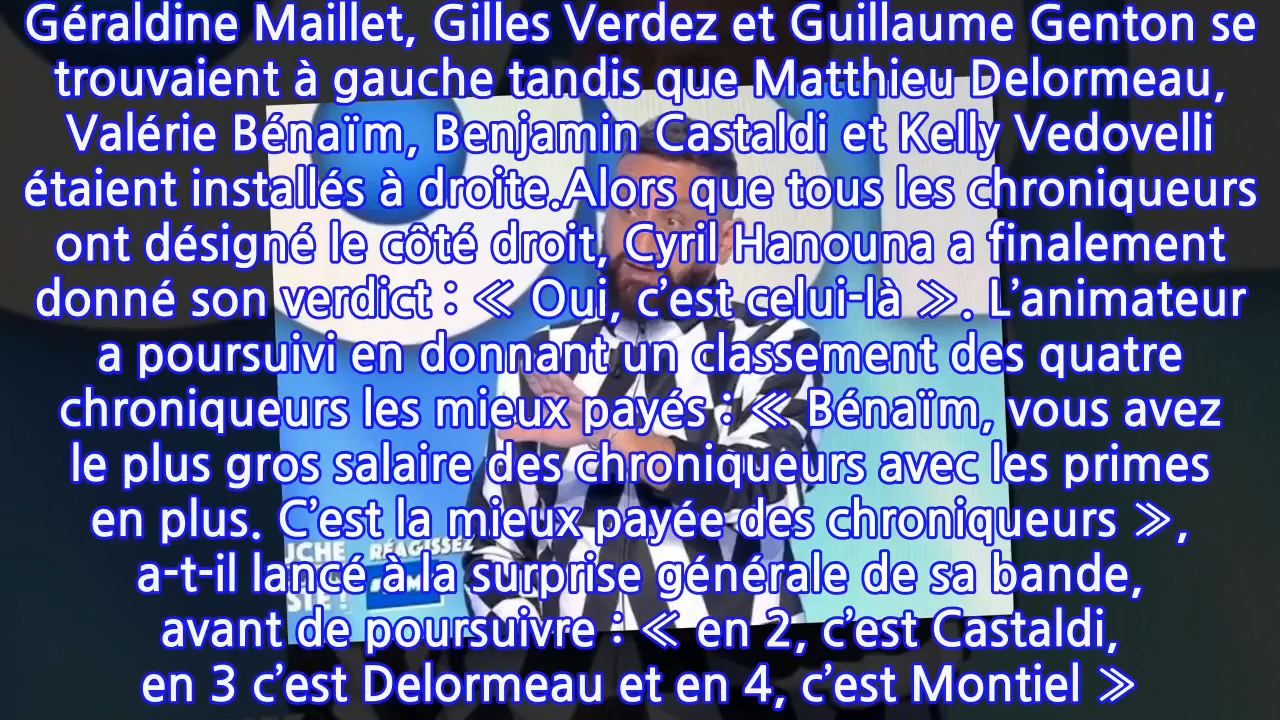 Géraldine Maillet, Gilles Verdez et Guillaume Genton se
trouvaient à gauche tandis que Matthieu Delormeau,
Valérie Bénaïm, Benjamin Castaldi et Kelly Vedovelli
étaient installés à droite.Alors que tous les chroniqueurs
ont désigné le côté droit, Cyril Hanouna a finalement
donné son verdict : « Oui, c’est celui-là ». L’animateur
a poursuivi en donnant un classement des quatre
chroniqueurs les mieux payés : « Bénaïm, vous avez
le plus gros salaire des chroniqueurs avec les primes
en plus. C’est la mieux payée des chroniqueurs »,
a-t-il lancé à la surprise générale de sa bande,
avant de poursuivre : « en 2, c’est Castaldi,
en 3 c’est Delormeau et en 4, c’est Montiel »
UCHE RÉAGISSEZ